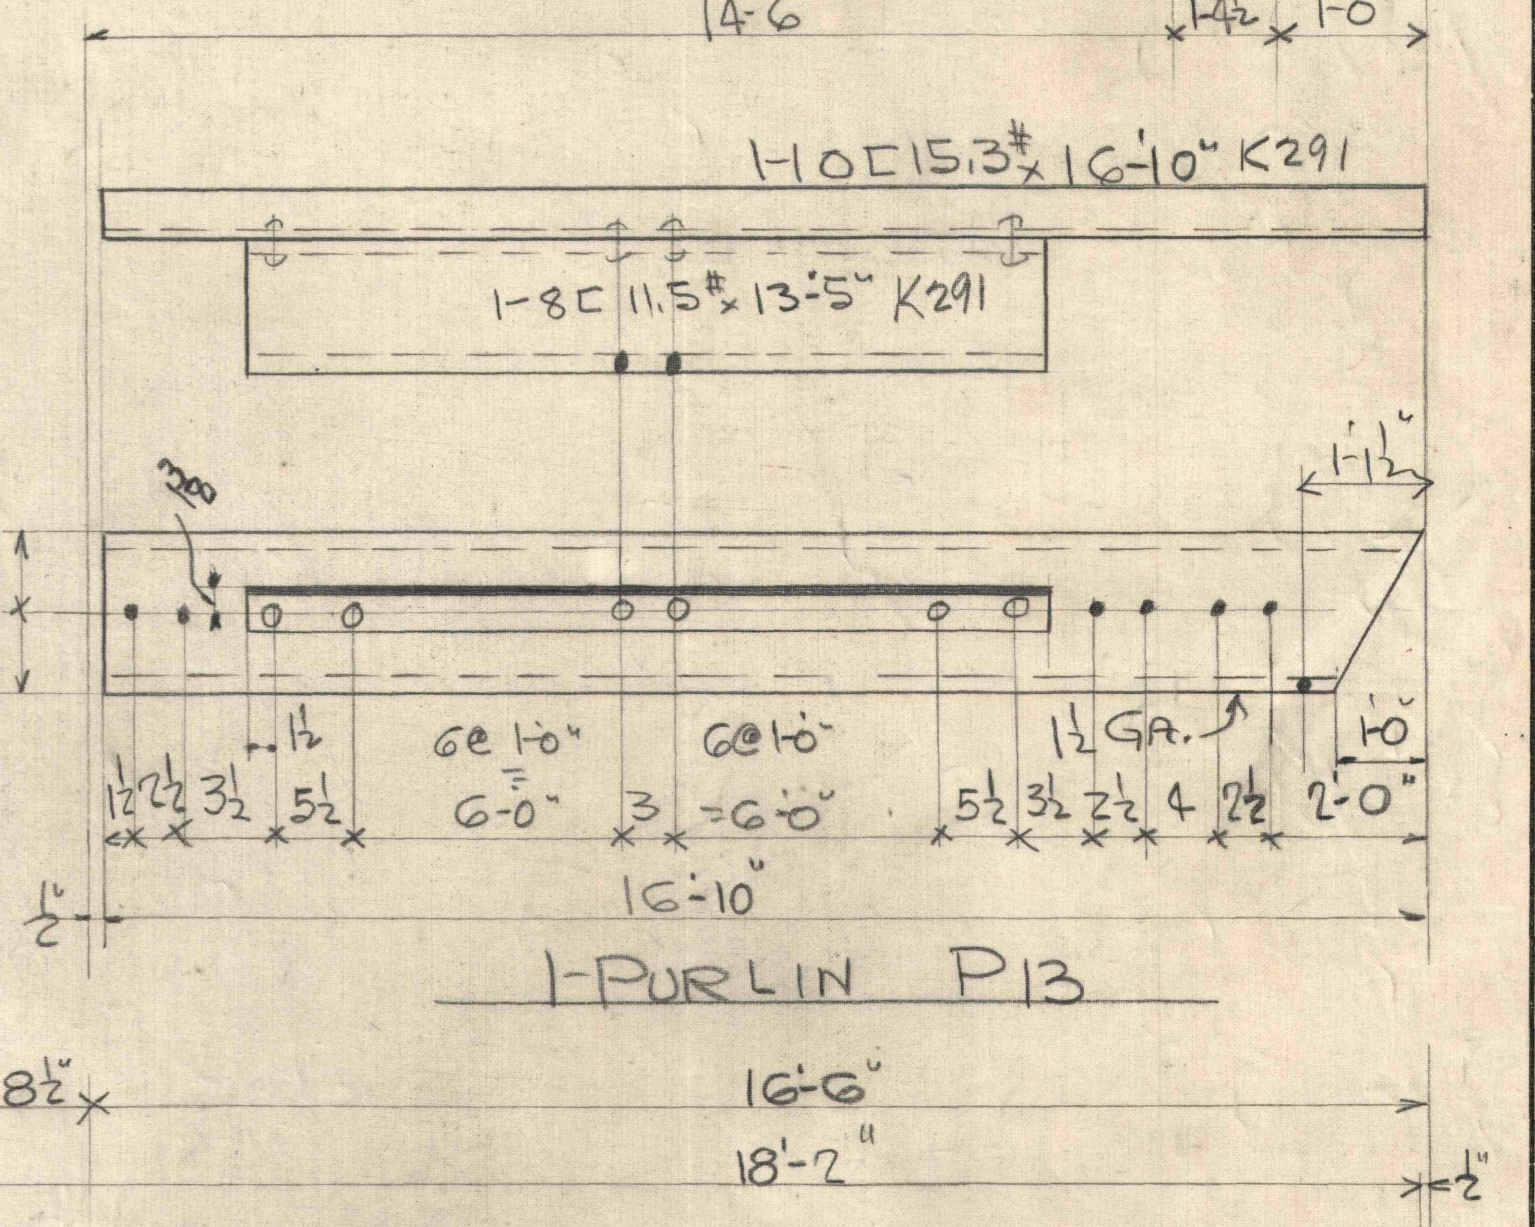 14-6 1-4½ 1-0
1-10⊏15.3# x 16'-10" K291
1-8⊏ 11.5# x 13'-5" K291
1'-1½"
1½ 6@ 1'-0" 6@ 1'-0" 1½ GA. 1'-0
1½ 2½ 3½ 5½ = 6-0" 3 = 6'-0" 5½ 3½ 2½ 4 2½ 2'-0"
16'-10"
½"
1-PURLIN P13
8½" 16'-6"
18'-2" ½"